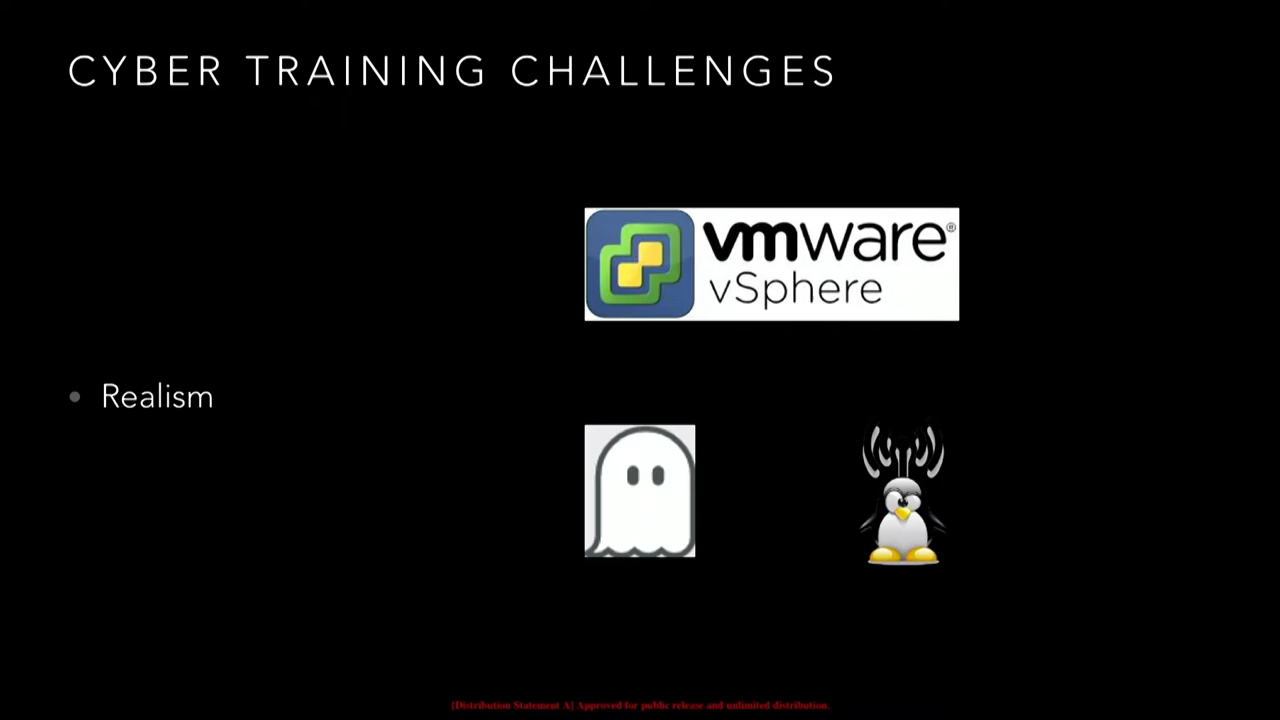 CYBER TRAINING CHALLENGES
vmware®
vSphere
Realism
[Distribution Statement A] Approved for public release and unlimited distribution.